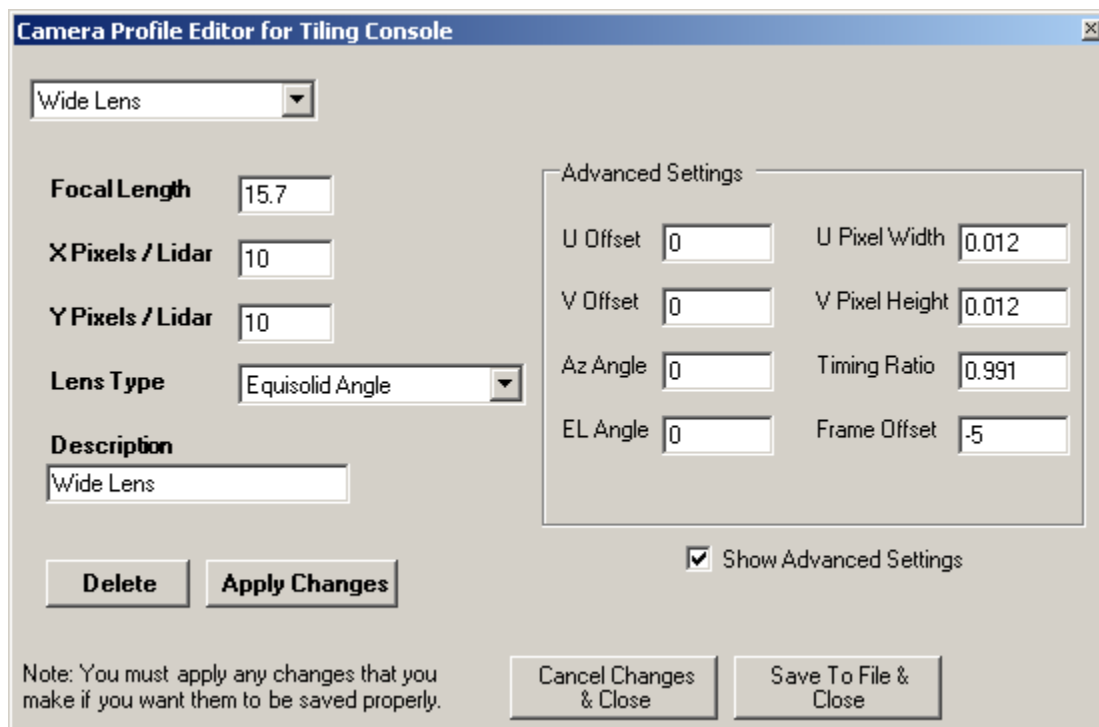 Camera Profile Editor for Tiling Console
Wide Lens
Focal Length 15.7
X Pixels / Lidar 10
Y Pixels / Lidar 10
Lens Type Equisolid Angle
Description
Wide Lens
Delete Apply Changes
Advanced Settings
U Offset 0 U Pixel Width 0.012
V Offset 0 V Pixel Height 0.012
Az Angle 0 Timing Ratio 0.991
EL Angle 0 Frame Offset -5
Show Advanced Settings
Note: You must apply any changes that you
make if you want them to be saved properly.
Cancel Changes
& Close
Save To File &
Close